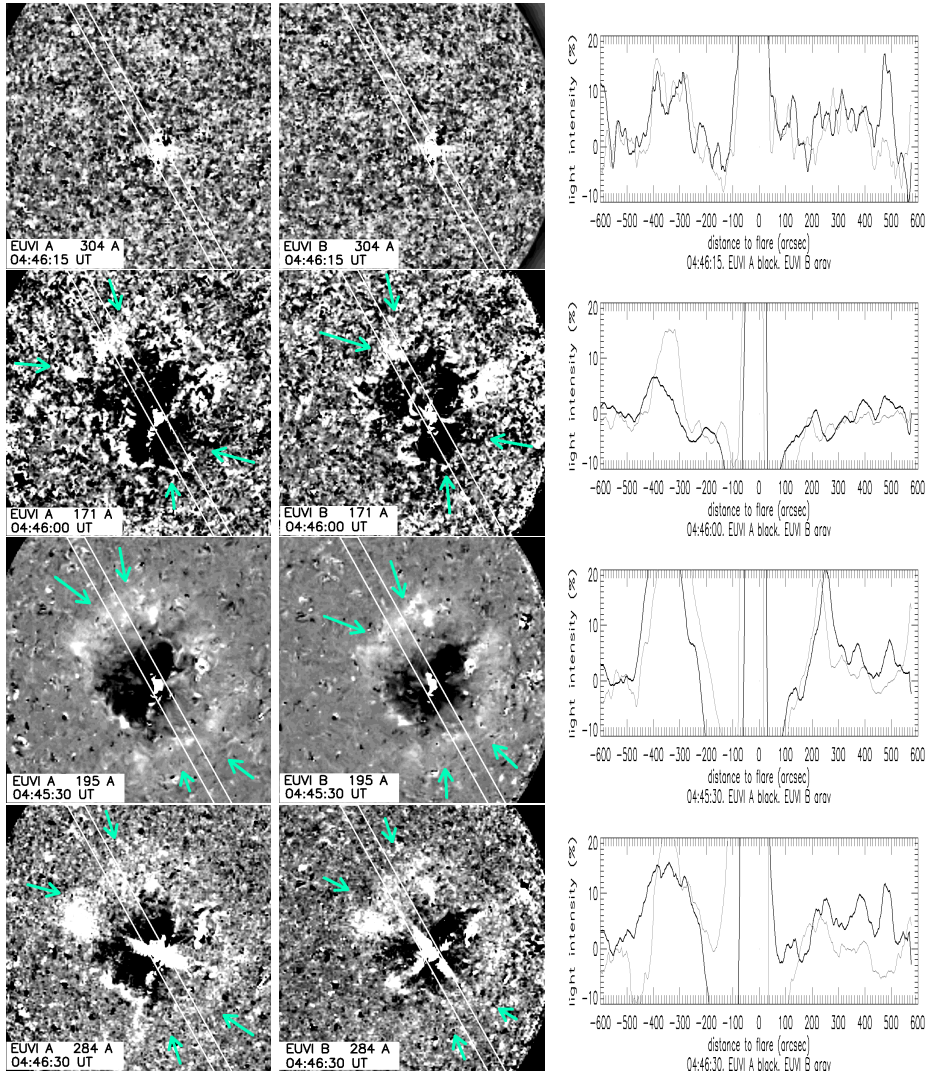 EUVI A 304 A
04:46:15 UT
EUVI B 304 A
04:46:15 UT
light intensity (%)
20
10
0
-10
-600 -500 -400 -300 -200 -100 0 100 200 300 400 500 600
distance to flare (arcsec)
04:46:15. EUVI A black. EUVI B gray
EUVI A 171 A
04:46:00 UT
EUVI B 171 A
04:46:00 UT
light intensity (%)
20
10
0
-10
-600 -500 -400 -300 -200 -100 0 100 200 300 400 500 600
distance to flare (arcsec)
04:46:00. EUVI A black. EUVI B gray
EUVI A 195 A
04:45:30 UT
EUVI B 195 A
04:45:30 UT
light intensity (%)
20
10
0
-10
-600 -500 -400 -300 -200 -100 0 100 200 300 400 500 600
distance to flare (arcsec)
04:45:30. EUVI A black. EUVI B gray
EUVI A 284 A
04:46:30 UT
EUVI B 284 A
04:46:30 UT
light intensity (%)
20
10
0
-10
-600 -500 -400 -300 -200 -100 0 100 200 300 400 500 600
distance to flare (arcsec)
04:46:30. EUVI A black. EUVI B gray